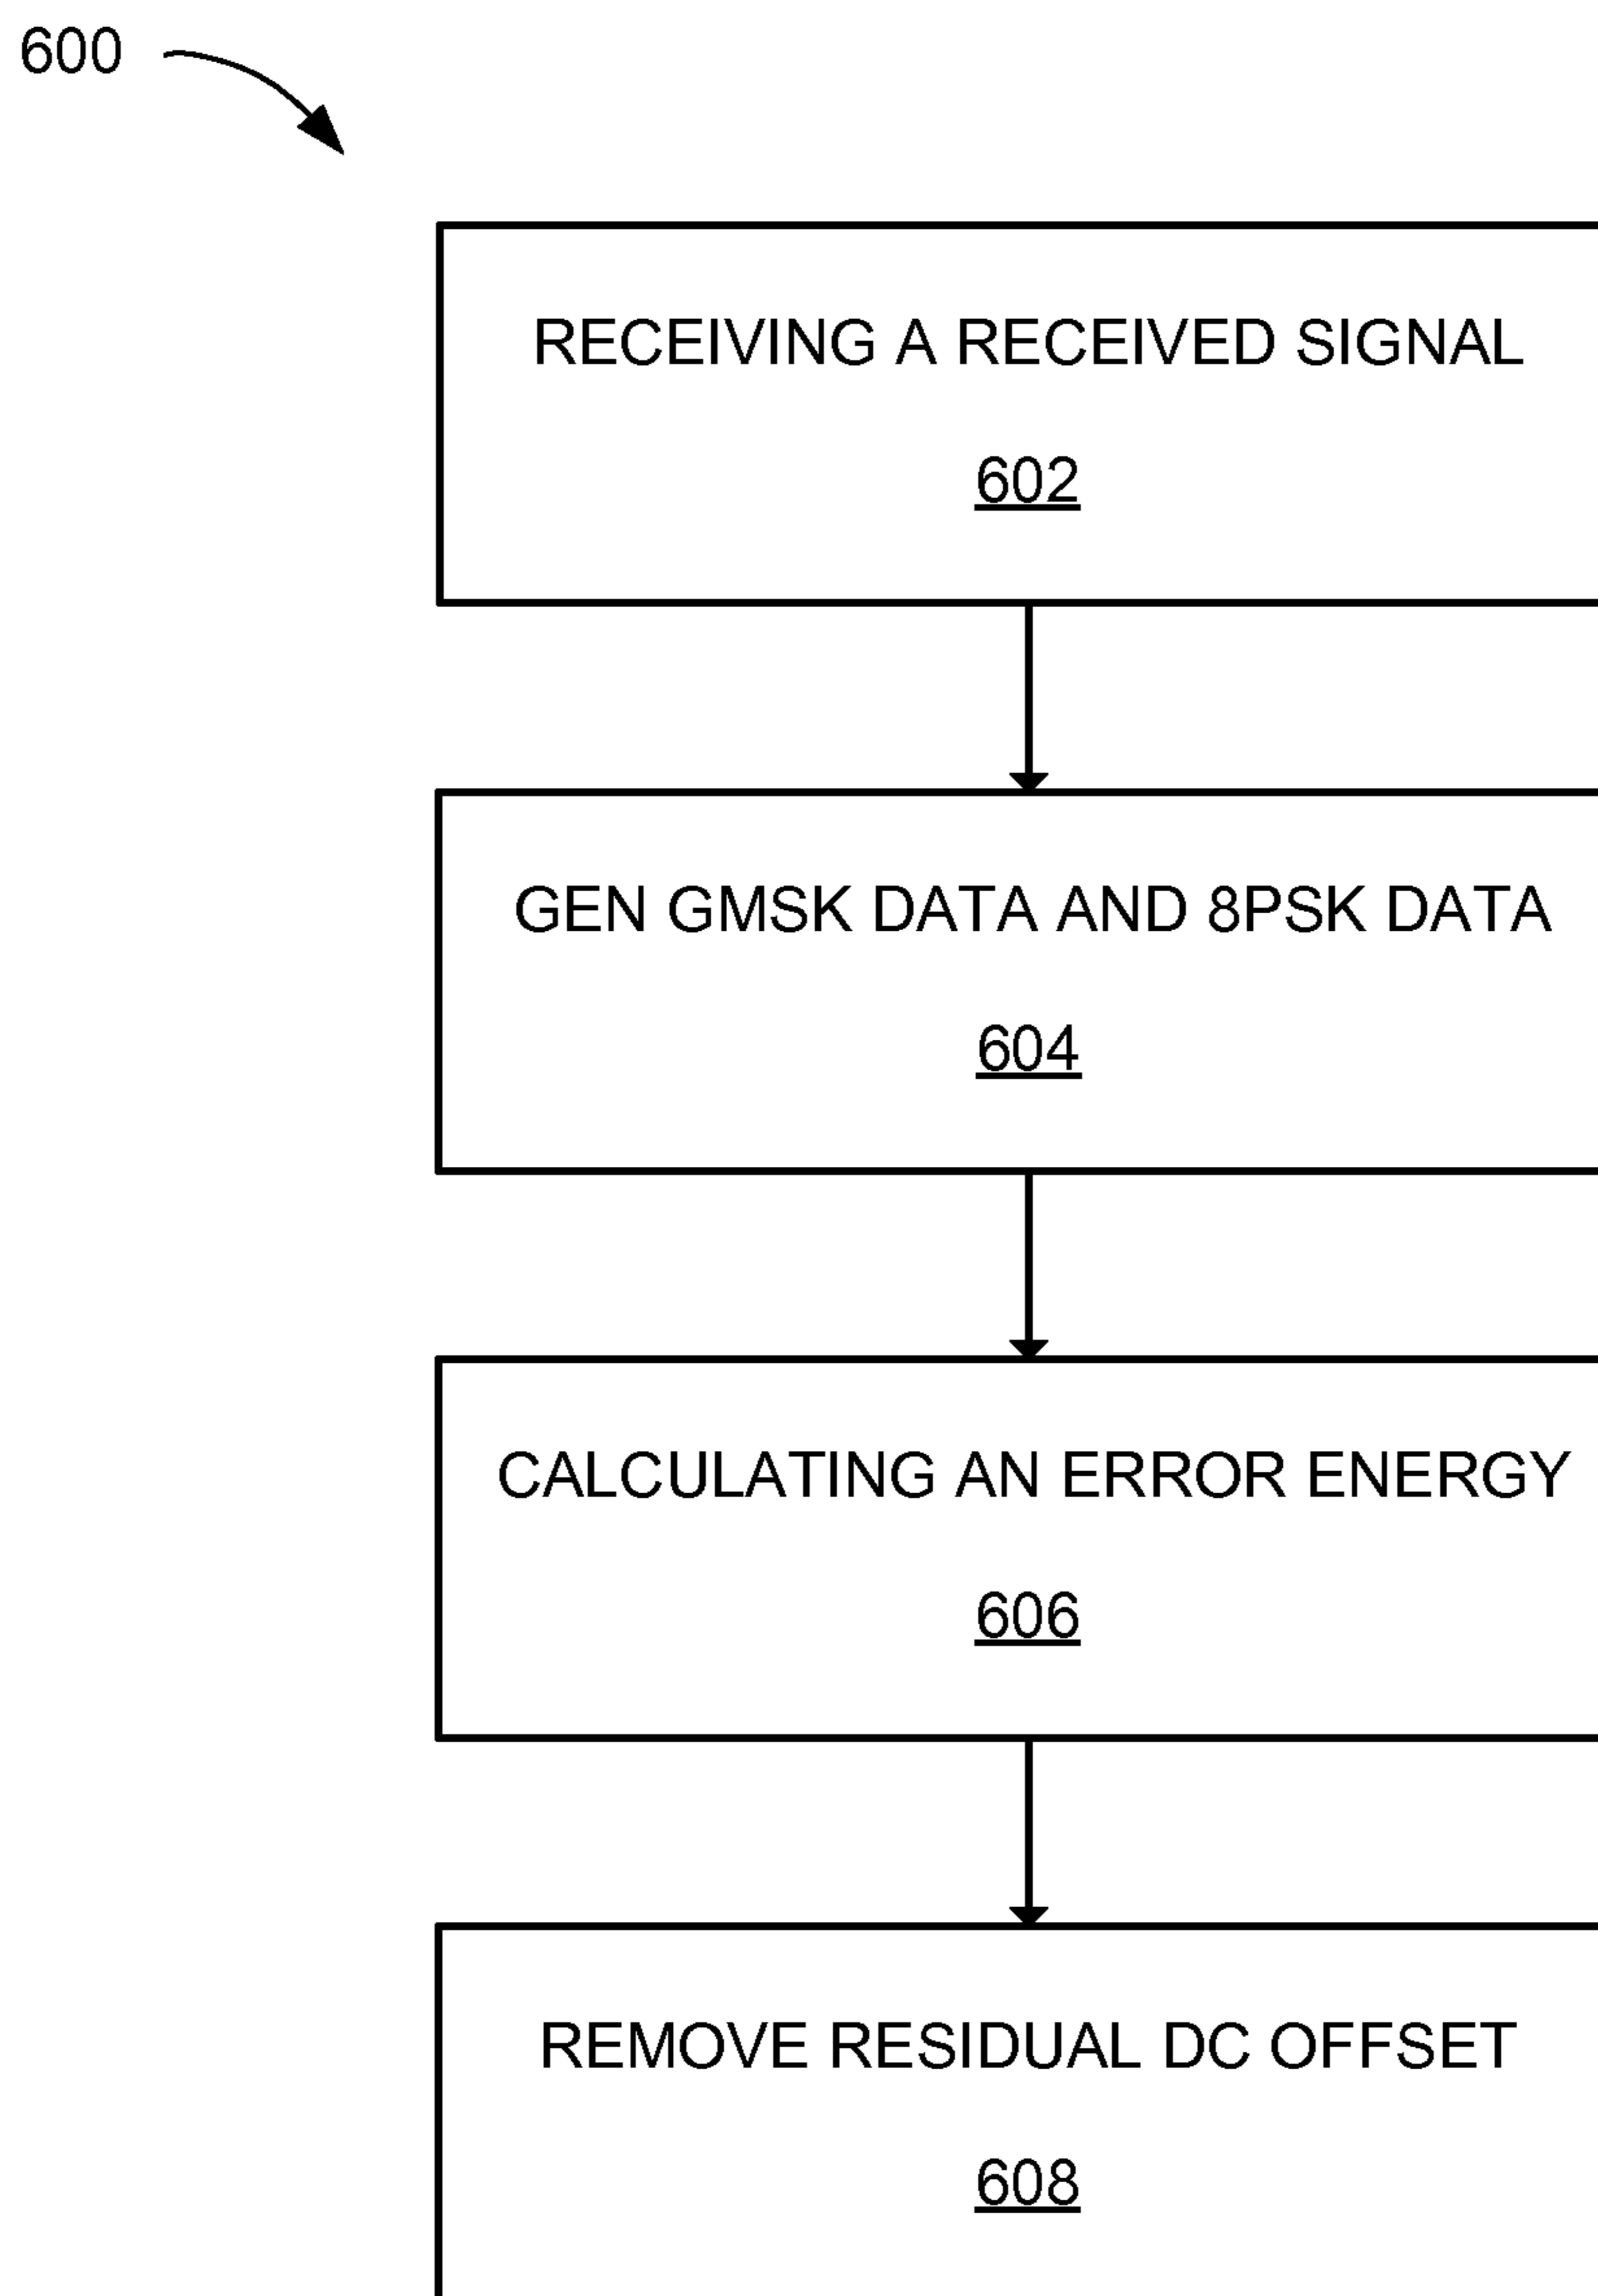 600
RECEIVING A RECEIVED SIGNAL
602
GEN GMSK DATA AND 8PSK DATA
604
CALCULATING AN ERROR ENERGY
606
REMOVE RESIDUAL DC OFFSET
608